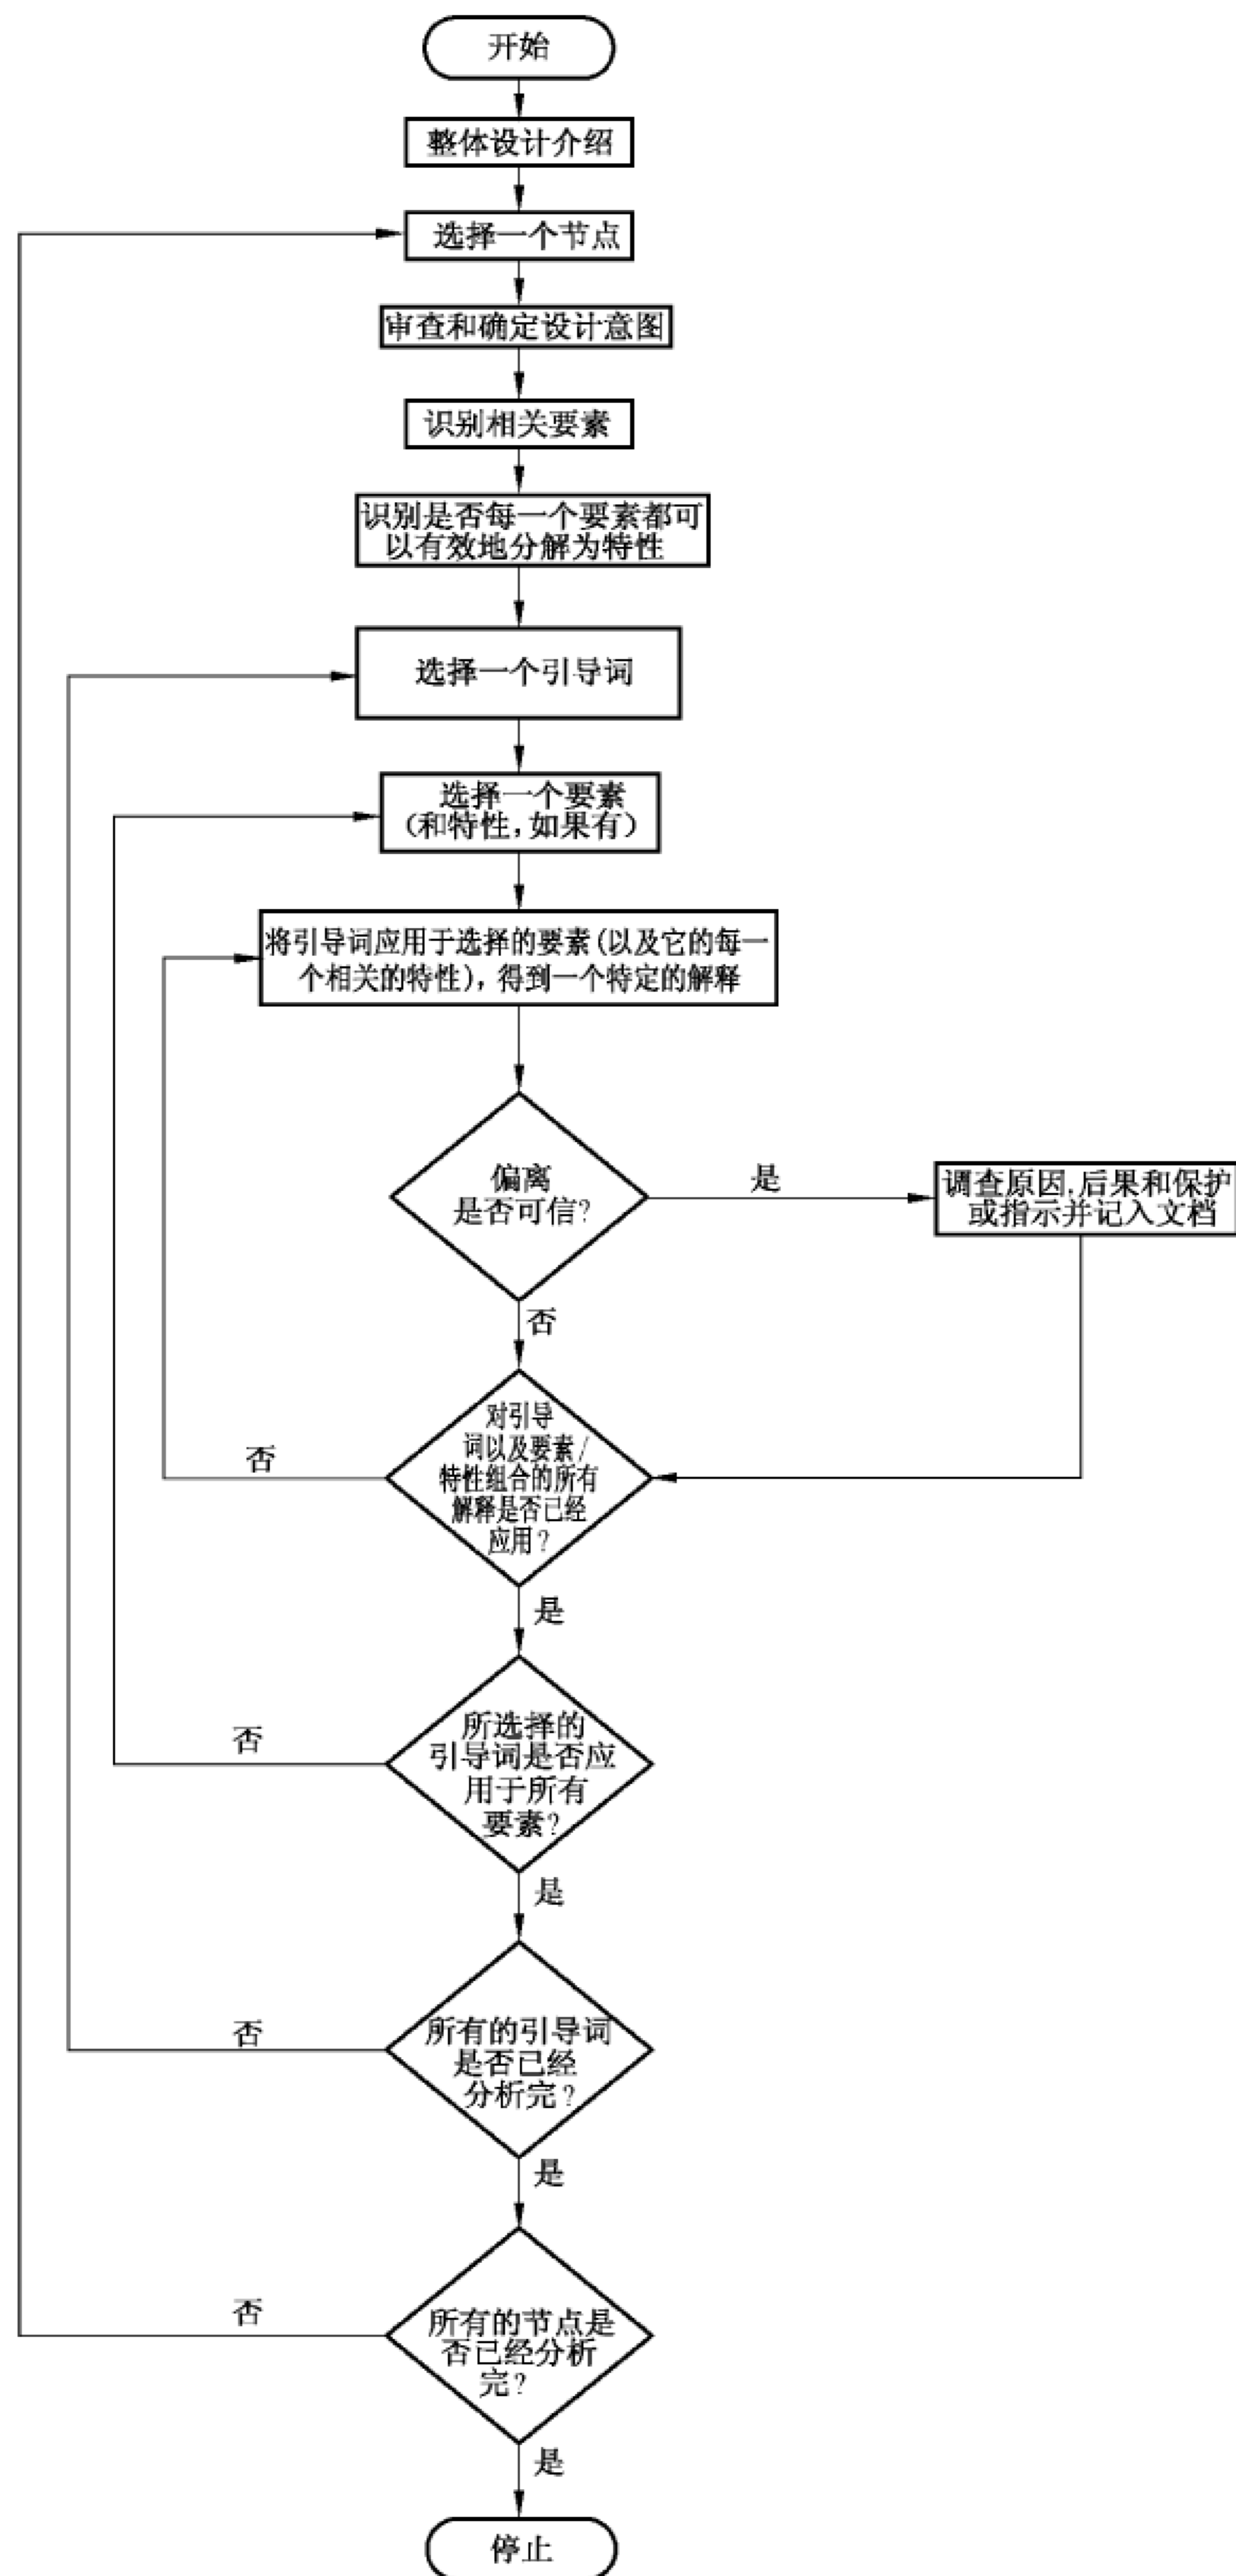 开始
整体设计介绍
选择一个节点
审查和确定设计意图
识别相关要素
识别是否每一个要素都可
以有效地分解为特性
选择一个引导词
选择一个要素
(和特性,如果有)
将引导词应用于选择的要素(以及它的每一
个相关的特性),得到一个特定的解释
偏离
是否可信?
是
调查原因,后果和保护
或指示并记入文档
否
对引导
词以及要素/
特性组合的所有
解释是否已经
应用?
否
是
所选择的
引导词是否应
用于所有
要素?
否
是
所有的引导词
是否已经
分析完?
否
是
所有的节点是
否已经分析
完?
否
是
停止